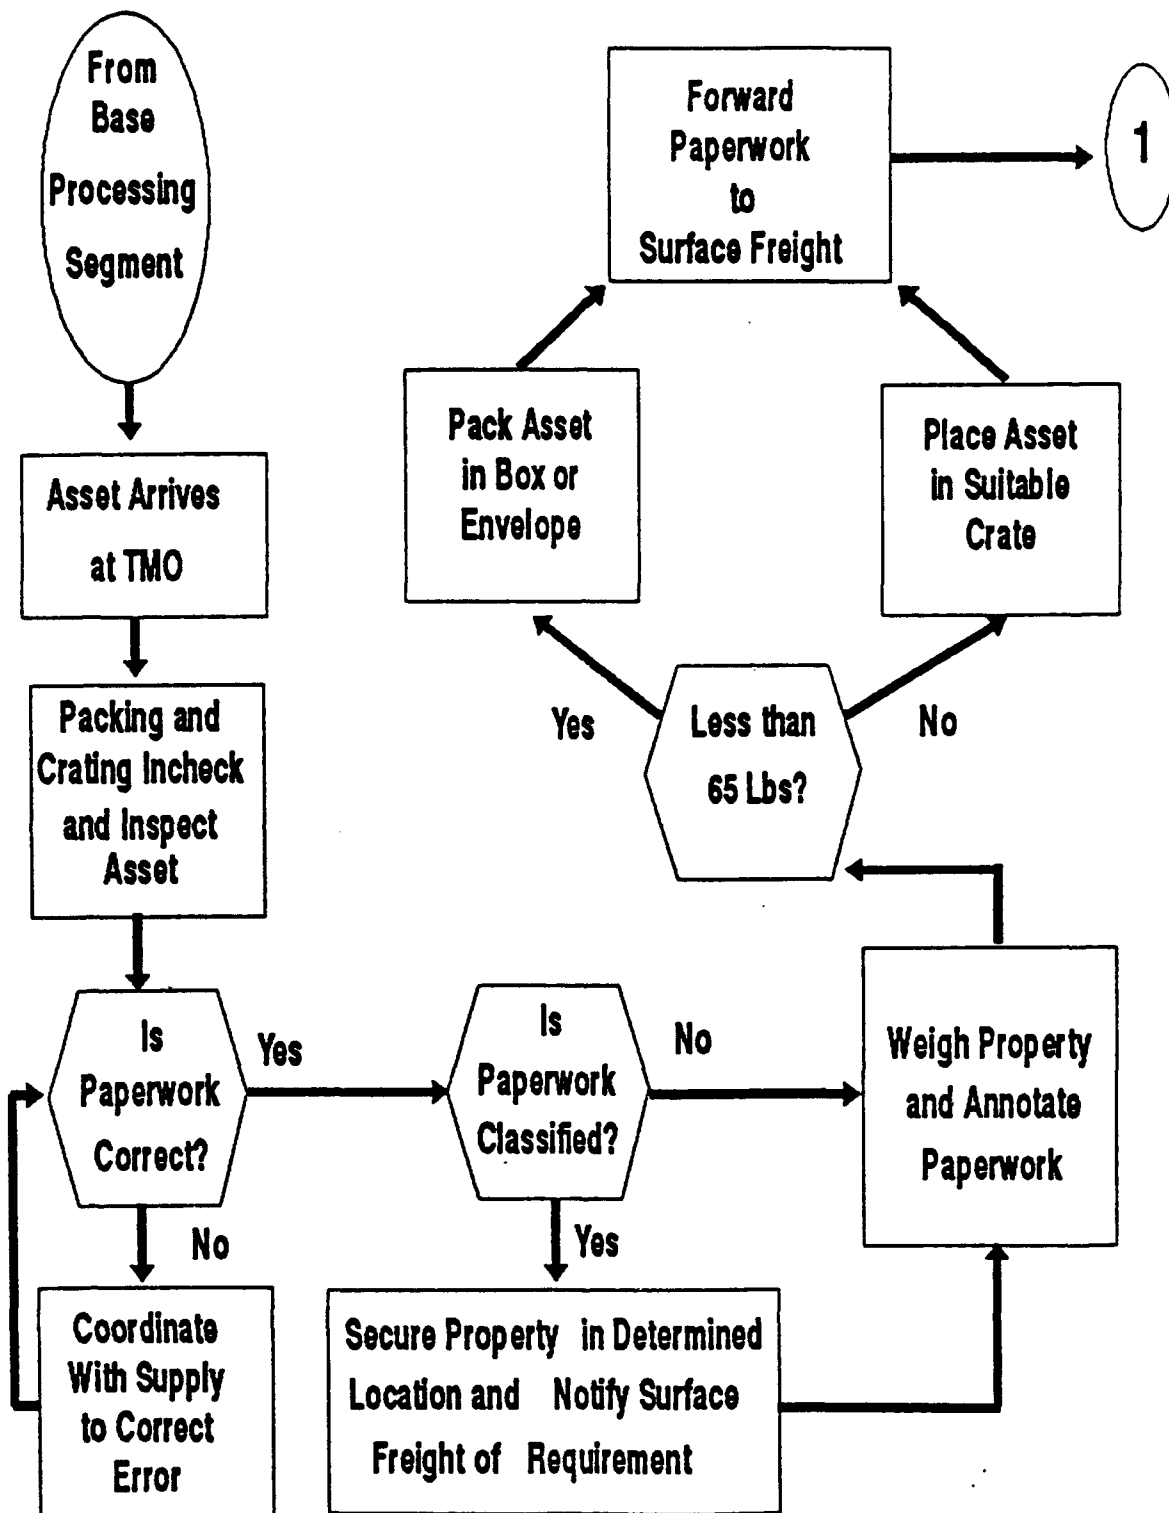 From
Base
Processing
Segment
Asset Arrives
at TMO
Packing and
Crating Incheck
and Inspect
Asset
Is
Paperwork
Correct?
Yes
No
Coordinate
With Supply
to Correct
Error
Is
Paperwork
Classified?
No
Yes
Secure Property in Determined
Location and Notify Surface
Freight of Requirement
Weigh Property
and Annotate
Paperwork
Less than
65 Lbs?
Yes
No
Pack Asset
in Box or
Envelope
Place Asset
in Suitable
Crate
Forward
Paperwork
to
Surface Freight
1